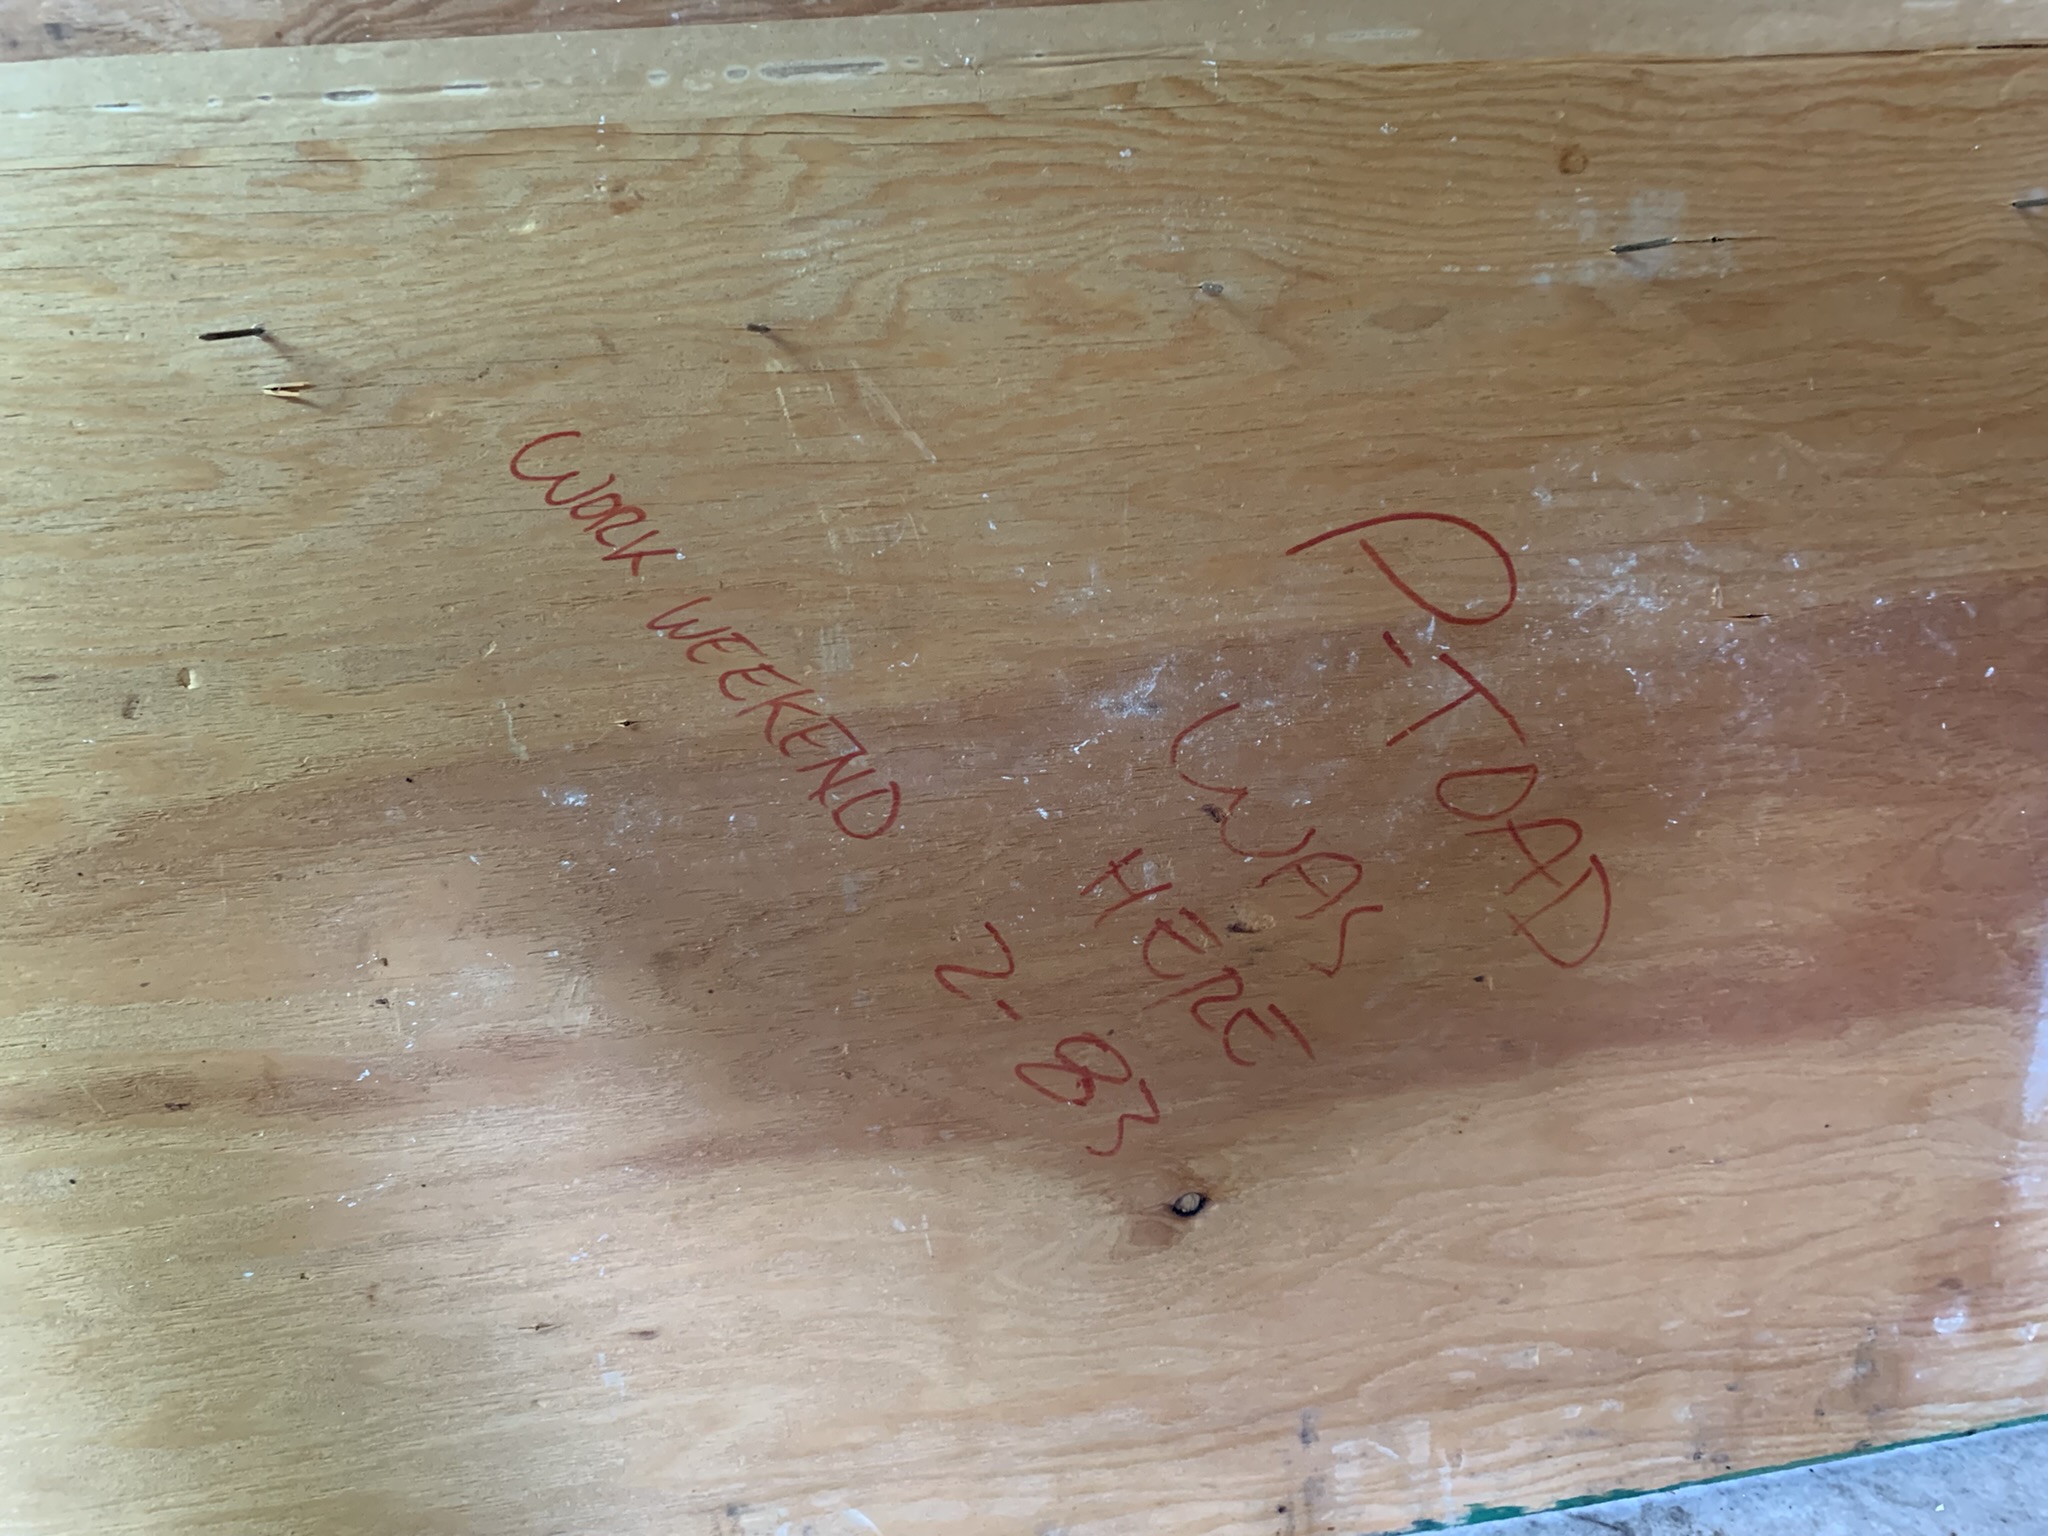 P-TOAD
WAS
HERE
2-83
WORK WEEKEND